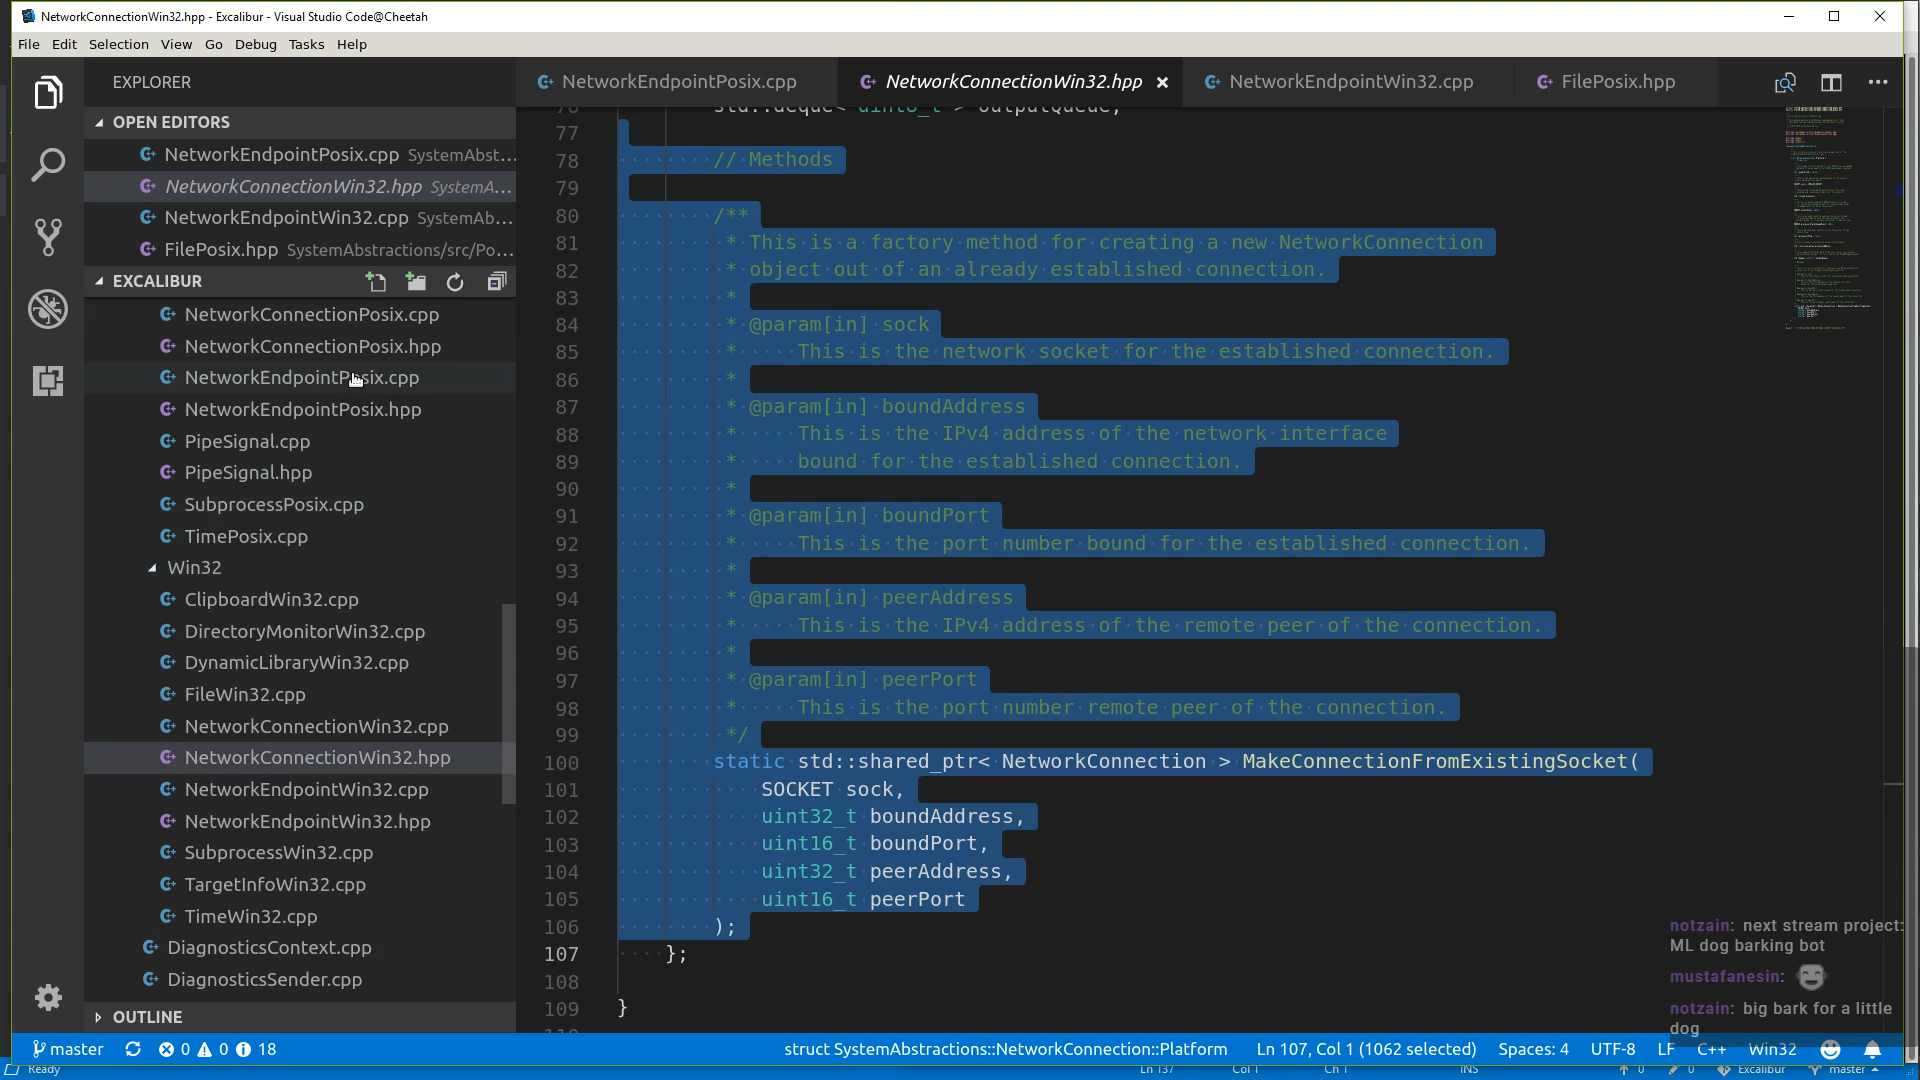 NetworkConnectionWin32.hpp - Excalibur - Visual Studio Code@Cheetah
File Edit Selection View Go Debug Tasks Help
EXPLORER
NetworkEndpointPosix.cpp NetworkConnectionWin32.hpp NetworkEndpointWin32.cpp FilePosix.hpp
OPEN EDITORS
NetworkEndpointPosix.cpp SystemAbst...
NetworkConnectionWin32.hpp SystemA...
NetworkEndpointWin32.cpp SystemAb...
FilePosix.hpp SystemAbstractions/src/Po...
EXCALIBUR
NetworkConnectionPosix.cpp
NetworkConnectionPosix.hpp
NetworkEndpointPosix.cpp
NetworkEndpointPosix.hpp
PipeSignal.cpp
PipeSignal.hpp
SubprocessPosix.cpp
TimePosix.cpp
Win32
ClipboardWin32.cpp
DirectoryMonitorWin32.cpp
DynamicLibraryWin32.cpp
FileWin32.cpp
NetworkConnectionWin32.cpp
NetworkConnectionWin32.hpp
NetworkEndpointWin32.cpp
NetworkEndpointWin32.hpp
SubprocessWin32.cpp
TargetInfoWin32.cpp
TimeWin32.cpp
DiagnosticsContext.cpp
DiagnosticsSender.cpp
OUTLINE
76 std::deque< uint8_t > outputQueue;
77
78 // Methods
79
80 /**
81 * This is a factory method for creating a new NetworkConnection
82 * object out of an already established connection.
83 *
84 * @param[in] sock
85 * This is the network socket for the established connection.
86 *
87 * @param[in] boundAddress
88 * This is the IPv4 address of the network interface
89 * bound for the established connection.
90 *
91 * @param[in] boundPort
92 * This is the port number bound for the established connection.
93 *
94 * @param[in] peerAddress
95 * This is the IPv4 address of the remote peer of the connection.
96 *
97 * @param[in] peerPort
98 * This is the port number remote peer of the connection.
99 */
100 static std::shared_ptr< NetworkConnection > MakeConnectionFromExistingSocket(
101 SOCKET sock,
102 uint32_t boundAddress,
103 uint16_t boundPort,
104 uint32_t peerAddress,
105 uint16_t peerPort
106 );
107 };
108
109 }
notzain: next stream project:
ML dog barking bot
mustafanesin:
notzain: big bark for a little
dog
master 0 0 18 struct SystemAbstractions::NetworkConnection::Platform Ln 107, Col 1 (1062 selected) Spaces: 4 UTF-8 LF C++ Win32
Ready Ln 137 Col 1 Ch 1 INS 0 0 Excalibur master